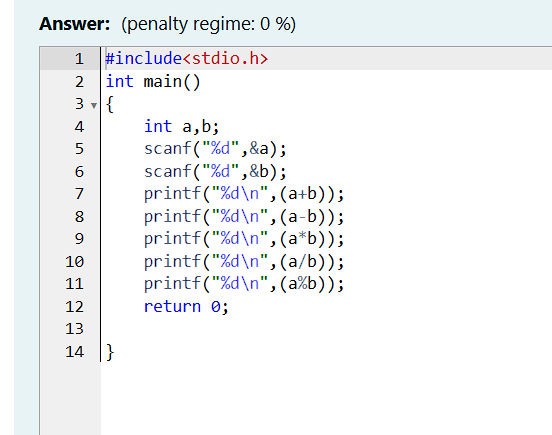 Answer: (penalty regime: 0 %)
1 #include<stdio.h>
2 int main()
3 {
4     int a,b;
5     scanf("%d",&a);
6     scanf("%d",&b);
7     printf("%d\n",(a+b));
8     printf("%d\n",(a-b));
9     printf("%d\n",(a*b));
10     printf("%d\n",(a/b));
11     printf("%d\n",(a%b));
12     return 0;
13
14 }